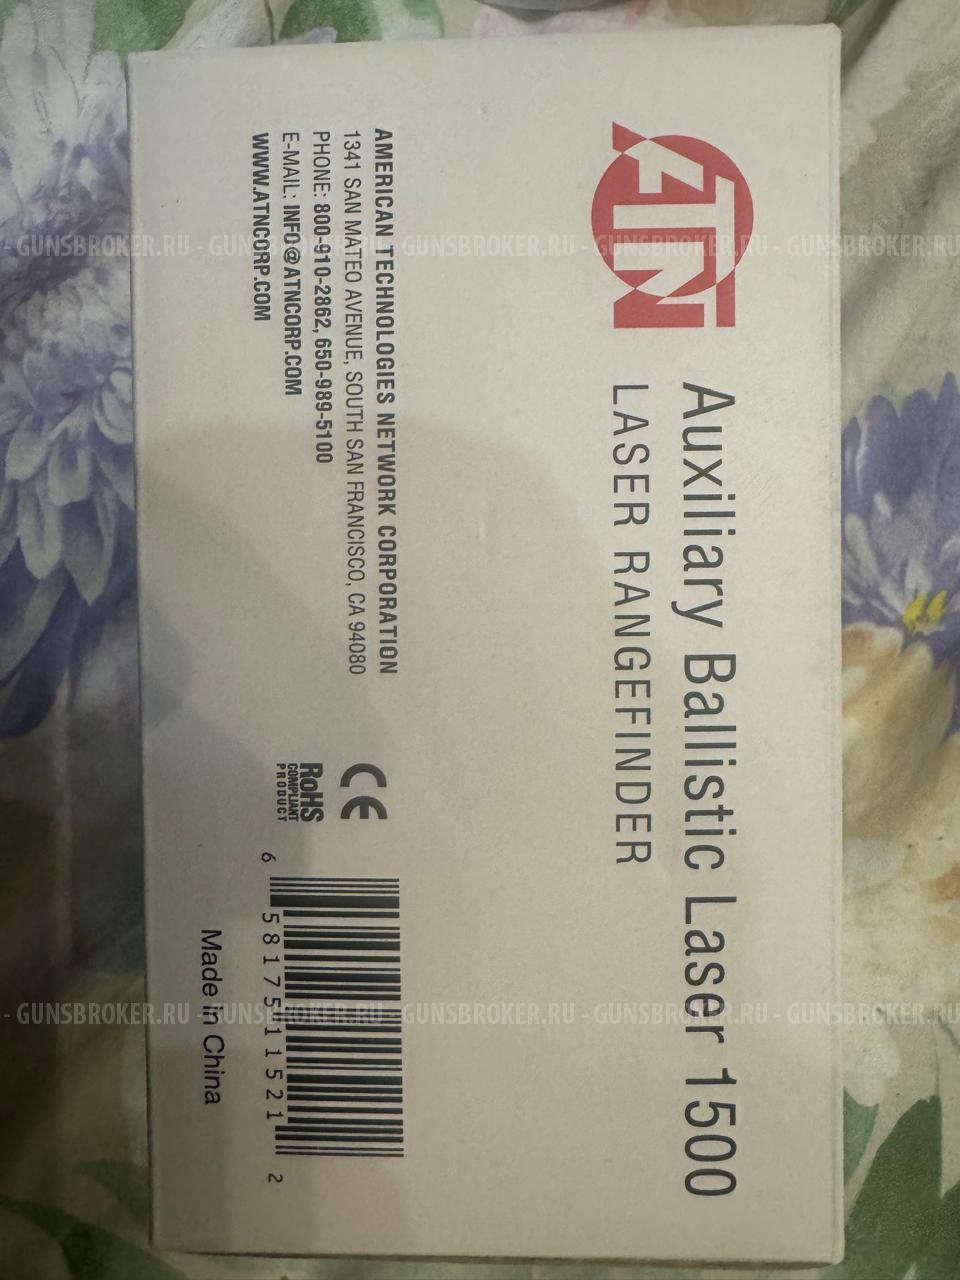 ATN
Auxiliary Ballistic Laser 1500
LASER RANGEFINDER
AMERICAN TECHNOLOGIES NETWORK CORPORATION
1341 SAN MATEO AVENUE, SOUTH SAN FRANCISCO, CA 94080
PHONE: 800-910-2862, 650-989-5100
E-MAIL: INFO@ATNCORP.COM
WWW.ATNCORP.COM
CE
RoHS
COMPLIANT
PRODUCT
6 58175 11521 2
Made in China
- GUNSBROKER.RU - GUNSBROKER.RU - GUNSBROKER.RU - GUNSBROKER.RU - GUNSBROKER.RU
- GUNSBROKER.RU - GUNSBROKER.RU - GUNSBROKER.RU - GUNSBROKER.RU - GUNSBROKER.RU